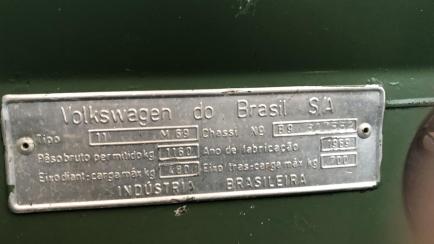 Volkswagen do Brasil S/A
Tipo 11 M 69 Chassi Nº B9
Pêso bruto permitido kg 1160 Ano de fabricação 1969
Eixo diant.-carga máx kg 480 Eixo tras-carga máx kg 700
INDÚSTRIA BRASILEIRA